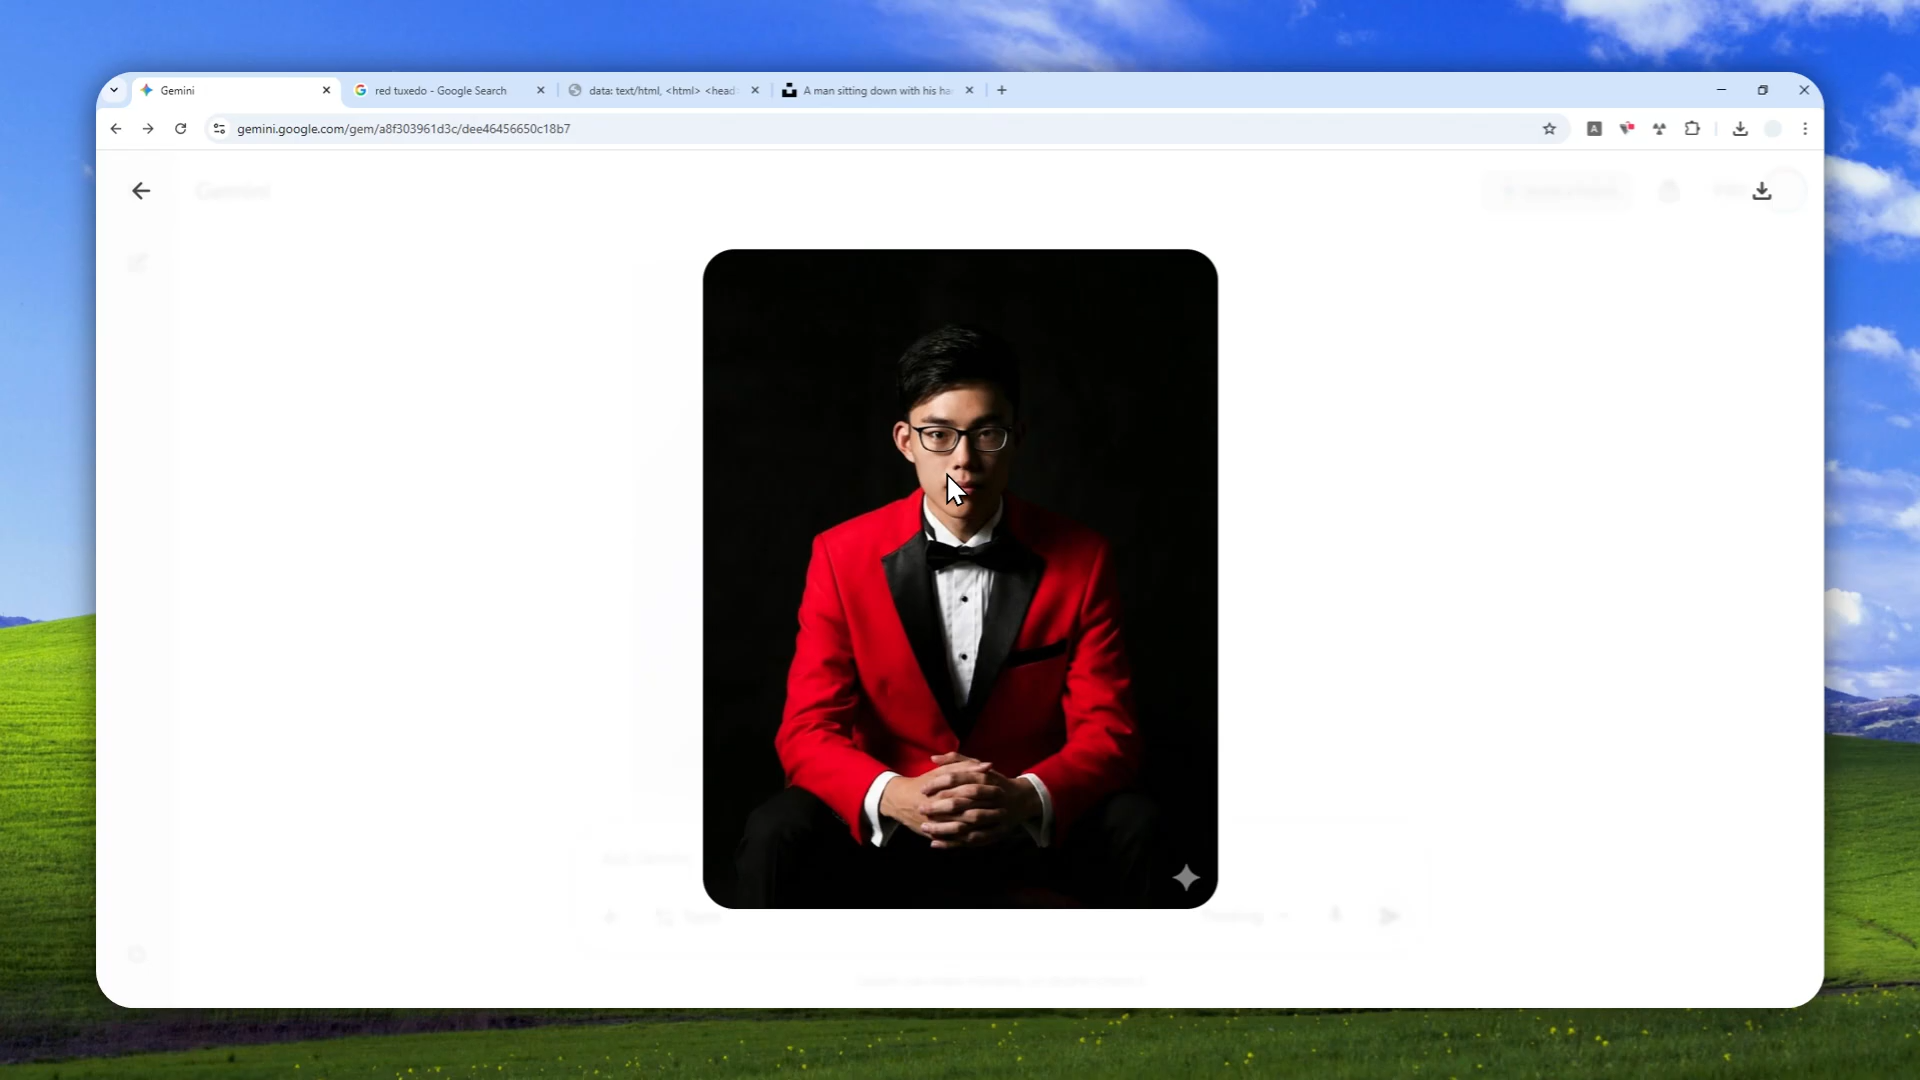 Gemini
red tuxedo - Google Search
data: text/html, <html> <head
A man sitting down with his ha
gemini.google.com/gem/a8f303961d3c/dee46456650c18b7
A
Gemini